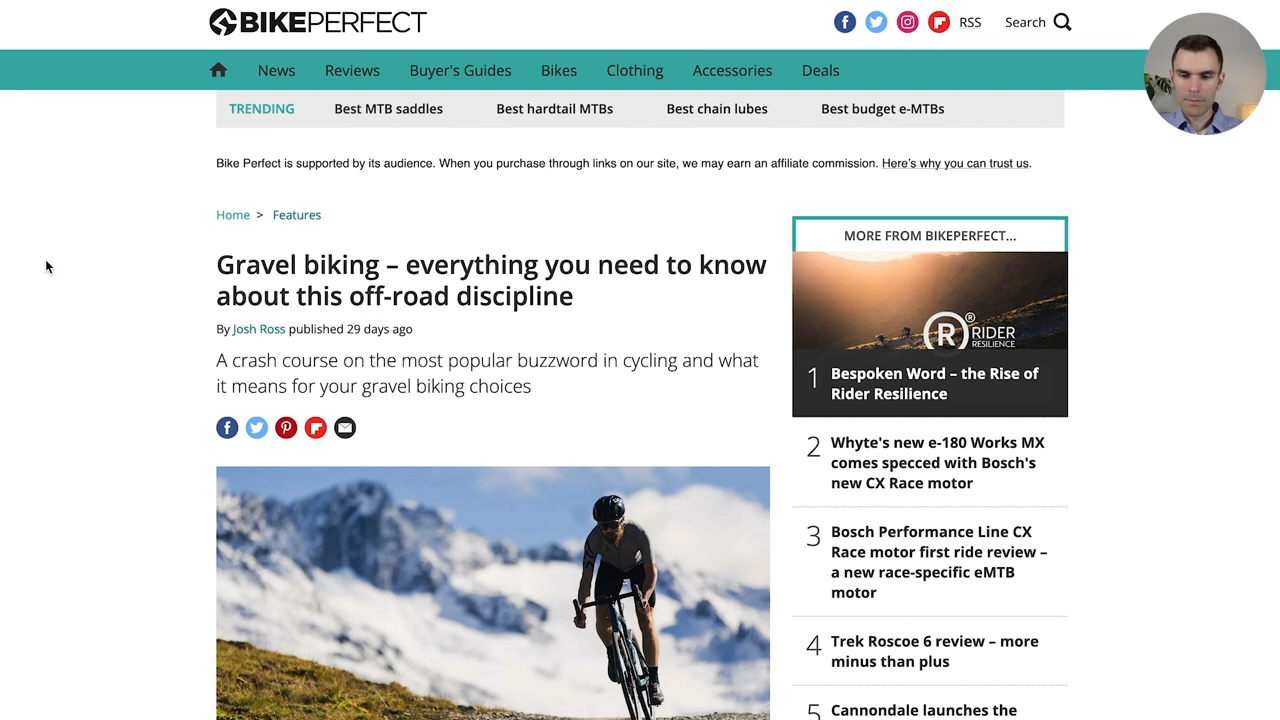 BIKEPERFECT
RSS
Search
News
Reviews
Buyer's Guides
Bikes
Clothing
Accessories
Deals
TRENDING
Best MTB saddles
Best hardtail MTBs
Best chain lubes
Best budget e-MTBs
Bike Perfect is supported by its audience. When you purchase through links on our site, we may earn an affiliate commission. Here's why you can trust us.
Home > Features
Gravel biking – everything you need to know
about this off-road discipline
By Josh Ross published 29 days ago
A crash course on the most popular buzzword in cycling and what
it means for your gravel biking choices
MORE FROM BIKEPERFECT...
R®
RIDER
RESILIENCE
1
Bespoken Word – the Rise of
Rider Resilience
2
Whyte's new e-180 Works MX
comes specced with Bosch's
new CX Race motor
3
Bosch Performance Line CX
Race motor first ride review –
a new race-specific eMTB
motor
4
Trek Roscoe 6 review – more
minus than plus
5
Cannondale launches the